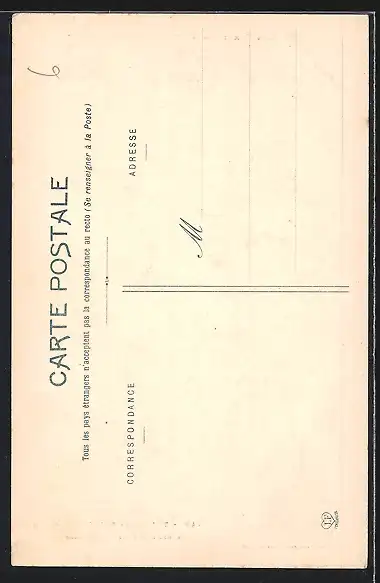 6
CARTE POSTALE
Tous les pays étrangers n'acceptent pas la correspondance au recto (Se renseigner à la Poste)
CORRESPONDANCE
ADRESSE
M